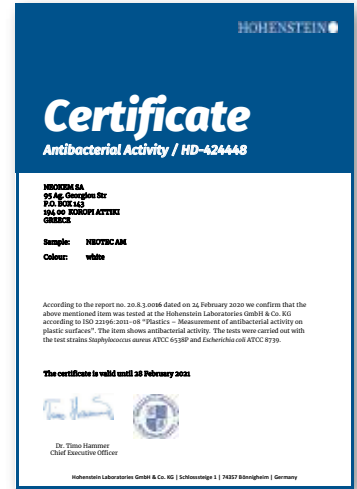 HOHENSTEIN
Certificate
Antibacterial Activity / HD-424448
NEOKEM SA
95 Ag. Georgiou Str
P.O. BOX 143
194 00 KOROPI ATTIKI
GREECE
Sample: NEOTEC AM
Colour: white
According to the report no. 20.8.3.0016 dated on 24 February 2020 we confirm that the
above mentioned item was tested at the Hohenstein Laboratories GmbH & Co. KG
according to ISO 22196:2011-08 “Plastics – Measurement of antibacterial activity on
plastic surfaces”. The item shows antibacterial activity. The tests were carried out with
the test strains Staphylococcus aureus ATCC 6538P and Escherichia coli ATCC 8739.
The certificate is valid until 28 February 2021
Dr. Timo Hammer
Chief Executive Officer
Hohenstein Laboratories GmbH & Co. KG | Schlosssteige 1 | 74357 Bönnigheim | Germany